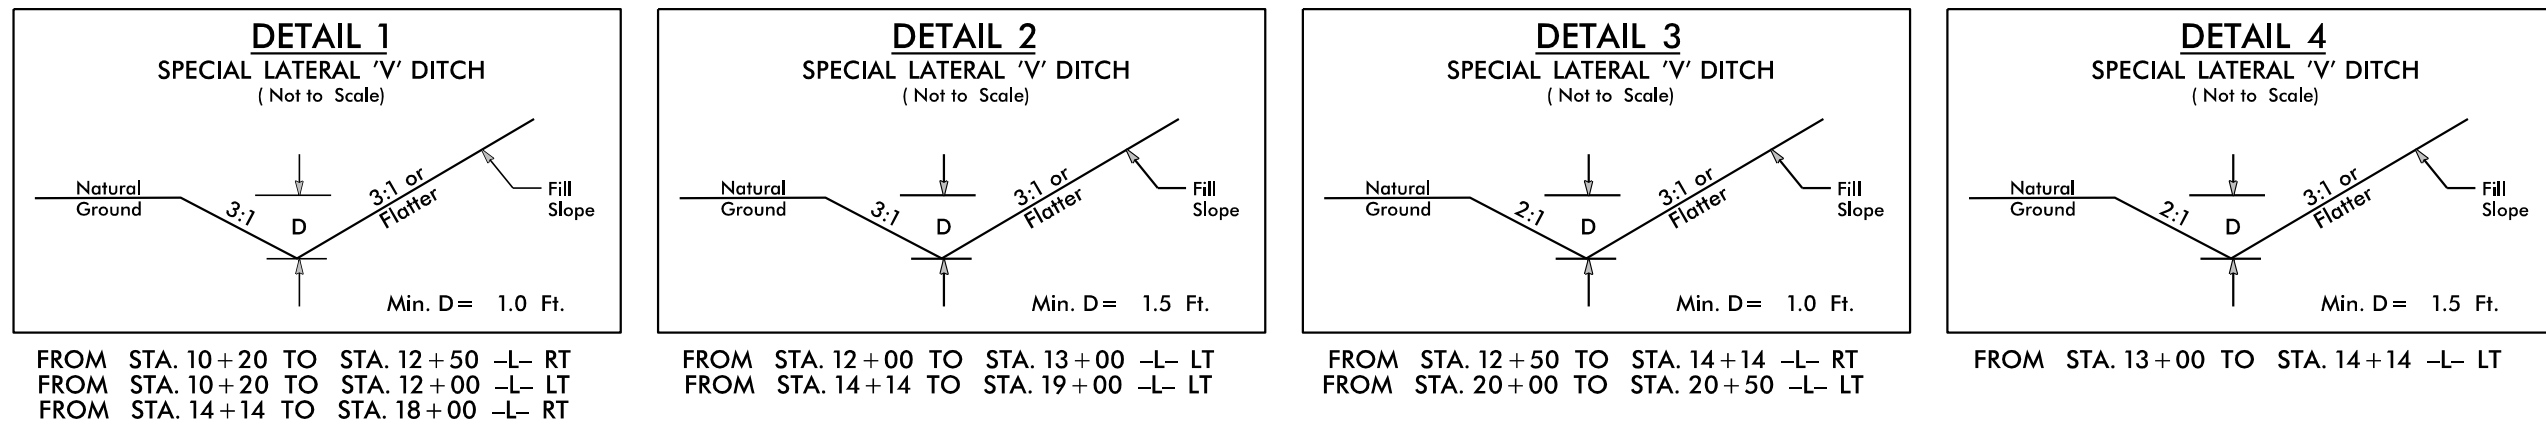 DETAIL 1
SPECIAL LATERAL 'V' DITCH
( Not to Scale)
Natural
Ground
3:1
D
3:1 or
Flatter
Fill
Slope
Min. D= 1.0 Ft.
FROM STA. 10+20 TO STA. 12+50 -L- RT
FROM STA. 10+20 TO STA. 12+00 -L- LT
FROM STA. 14+14 TO STA. 18+00 -L- RT
DETAIL 2
SPECIAL LATERAL 'V' DITCH
( Not to Scale)
Natural
Ground
3:1
D
3:1 or
Flatter
Fill
Slope
Min. D= 1.5 Ft.
FROM STA. 12+00 TO STA. 13+00 -L- LT
FROM STA. 14+14 TO STA. 19+00 -L- LT
DETAIL 3
SPECIAL LATERAL 'V' DITCH
( Not to Scale)
Natural
Ground
2:1
D
3:1 or
Flatter
Fill
Slope
Min. D= 1.0 Ft.
FROM STA. 12+50 TO STA. 14+14 -L- RT
FROM STA. 20+00 TO STA. 20+50 -L- LT
DETAIL 4
SPECIAL LATERAL 'V' DITCH
( Not to Scale)
Natural
Ground
2:1
D
3:1 or
Flatter
Fill
Slope
Min. D= 1.5 Ft.
FROM STA. 13+00 TO STA. 14+14 -L- LT